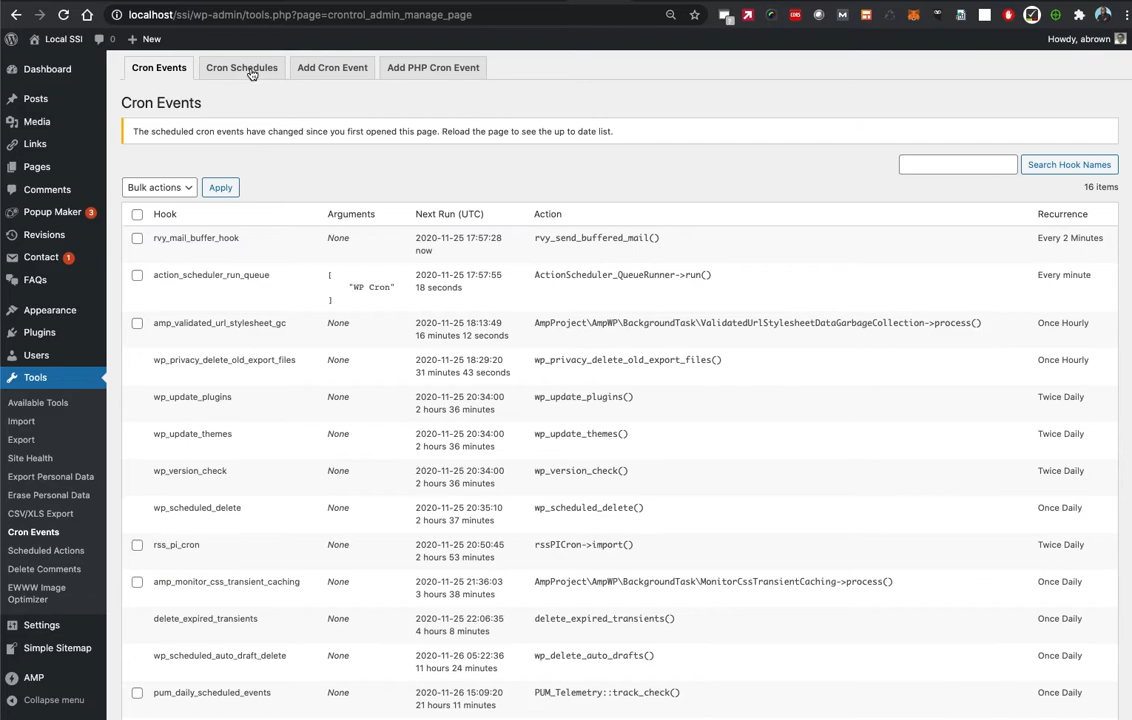 localhost/ssi/wp-admin/tools.php?page=crontrol_admin_manage_page
Local SSI 0 New Howdy, abrown
Dashboard
Posts
Media
Links
Pages
Comments
Popup Maker 3
Revisions
Contact 1
FAQs
Appearance
Plugins
Users
Tools
Available Tools
Import
Export
Site Health
Export Personal Data
Erase Personal Data
CSV/XLS Export
Cron Events
Scheduled Actions
Delete Comments
EWWW Image
Optimizer
Settings
Simple Sitemap
AMP
Collapse menu
Cron Events Cron Schedules Add Cron Event Add PHP Cron Event
Cron Events
The scheduled cron events have changed since you first opened this page. Reload the page to see the up to date list.
Search Hook Names
Bulk actions Apply 16 items
Hook Arguments Next Run (UTC) Action Recurrence
rvy_mail_buffer_hook None 2020-11-25 17:57:28 rvy_send_buffered_mail() Every 2 Minutes
now
action_scheduler_run_queue [ 2020-11-25 17:57:55 ActionScheduler_QueueRunner->run() Every minute
"WP Cron" 18 seconds
]
amp_validated_url_stylesheet_gc None 2020-11-25 18:13:49 AmpProject\AmpWP\BackgroundTask\ValidatedUrlStylesheetDataGarbageCollection->process() Once Hourly
16 minutes 12 seconds
wp_privacy_delete_old_export_files None 2020-11-25 18:29:20 wp_privacy_delete_old_export_files() Once Hourly
31 minutes 43 seconds
wp_update_plugins None 2020-11-25 20:34:00 wp_update_plugins() Twice Daily
2 hours 36 minutes
wp_update_themes None 2020-11-25 20:34:00 wp_update_themes() Twice Daily
2 hours 36 minutes
wp_version_check None 2020-11-25 20:34:00 wp_version_check() Twice Daily
2 hours 36 minutes
wp_scheduled_delete None 2020-11-25 20:35:10 wp_scheduled_delete() Once Daily
2 hours 37 minutes
rss_pi_cron None 2020-11-25 20:50:45 rssPICron->import() Twice Daily
2 hours 53 minutes
amp_monitor_css_transient_caching None 2020-11-25 21:36:03 AmpProject\AmpWP\BackgroundTask\MonitorCssTransientCaching->process() Once Daily
3 hours 38 minutes
delete_expired_transients None 2020-11-25 22:06:35 delete_expired_transients() Once Daily
4 hours 8 minutes
wp_scheduled_auto_draft_delete None 2020-11-26 05:22:36 wp_delete_auto_drafts() Once Daily
11 hours 24 minutes
pum_daily_scheduled_events None 2020-11-26 15:09:20 PUM_Telemetry::track_check() Once Daily
21 hours 11 minutes